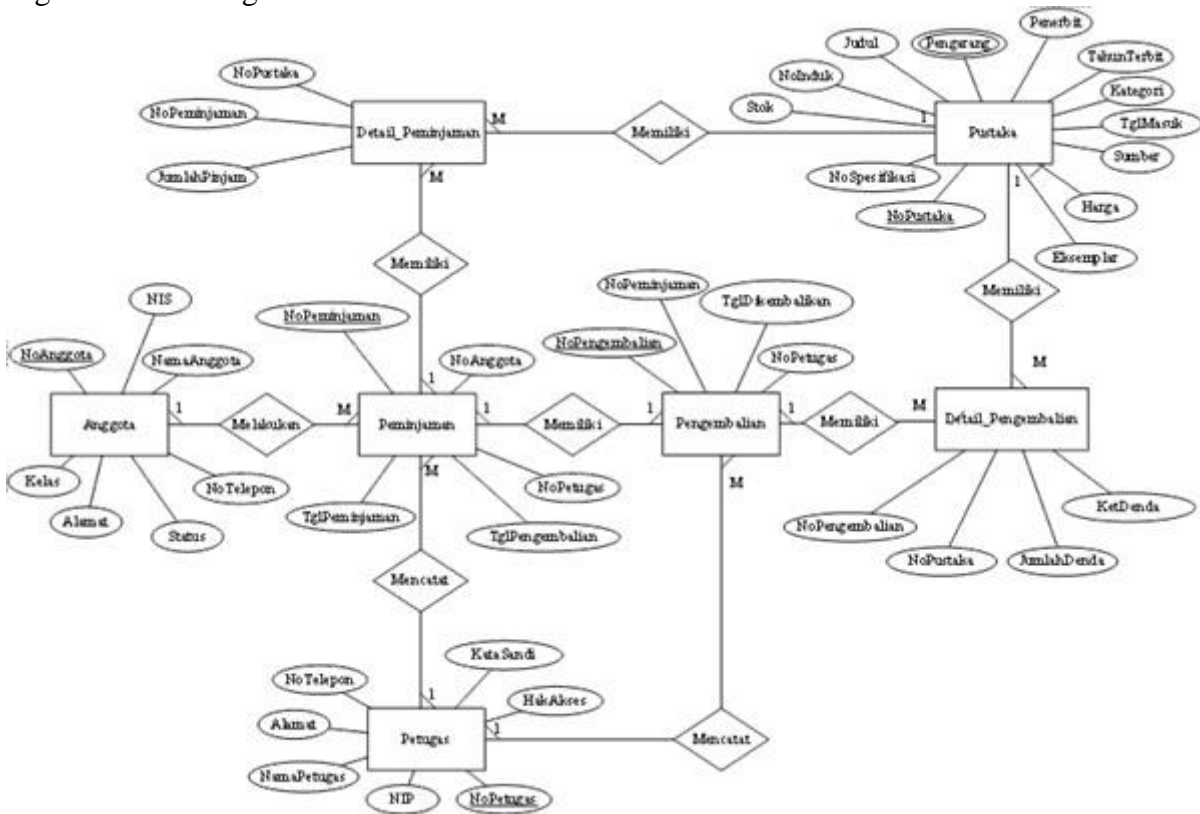 Penerbit
Judul
Pengarang
NoPustaka
TahunTerbit
NoInduk
Kategori
NoPeminjaman
Stok
M
1
Detail_Peminjaman
Memiliki
Pustaka
TglMasuk
Sumber
JumlahPinjam
M
NoSpesifikasi
1
NoPustaka
Harga
Memiliki
Eksemplar
NoPeminjaman
TglDikembalikan
Memiliki
NIS
NoPeminjaman
NoPengembalian
NoAnggota
NamaAnggota
NoAnggota
NoPetugas
M
1
1
M
1
1
1
M
Anggota
Melakukan
Peminjaman
Memiliki
Pengembalian
Memiliki
Detail_Pengembalian
M
M
Kelas
NoTelepon
NoPetugas
KetDenda
Alamat
Status
TglPeminjaman
TglPengembalian
NoPengembalian
NoPustaka
JumlahDenda
Mencatat
KataSandi
NoTelepon
1
HakAkses
Alamat
Petugas
1
Mencatat
NamaPetugas
NIP
NoPetugas